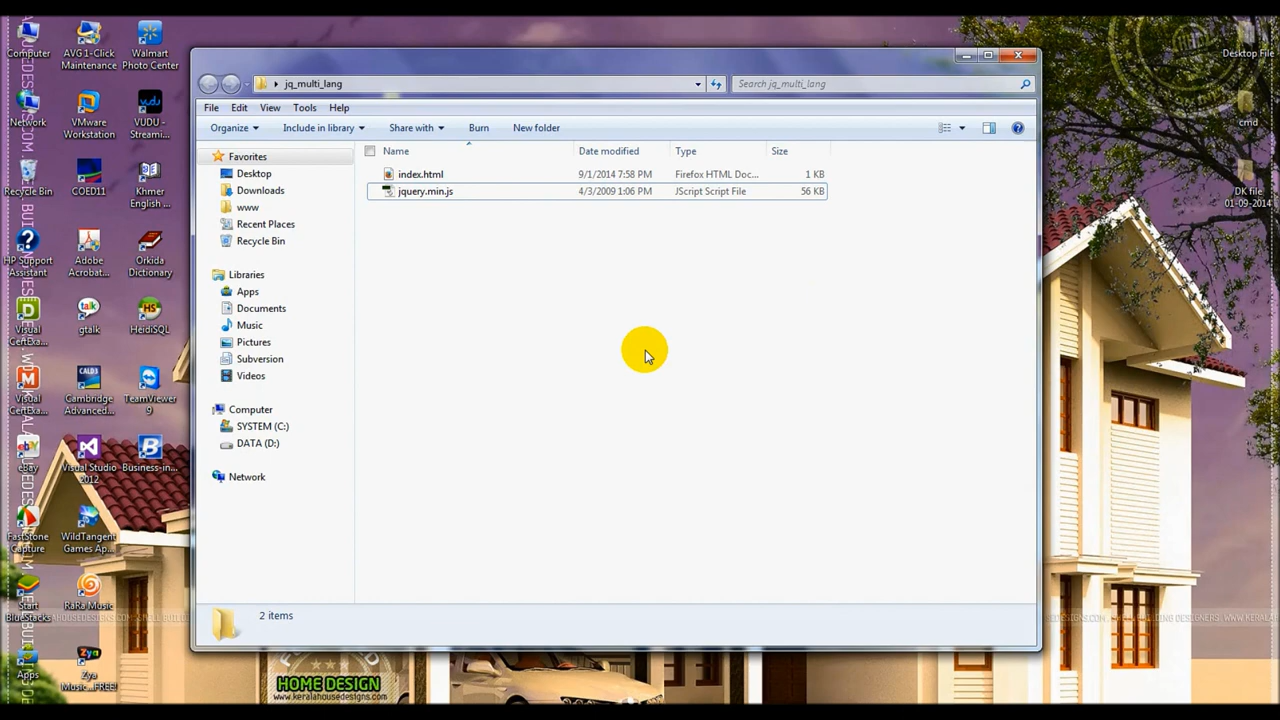 Computer
AVG 1-Click
Maintenance
Walmart
Photo Center
Network
VMware
Workstation
VUDU -
Streami...
Recycle Bin
COED11
Khmer
English ...
HP Support
Assistant
Adobe
Acrobat...
Orkida
Dictionary
Visual
CertExa...
gtalk
HeidiSQL
Visual
CertExa...
Cambridge
Advanced...
TeamViewer
9
eBay
Visual Studio
2012
Business-in...
FastStone
Capture
WildTangent
Games Ap...
Start
BlueStacks
RaRa Music
Apps
Zya
Music...FREE!
jq_multi_lang
Search jq_multi_lang
File
Edit
View
Tools
Help
Organize
Include in library
Share with
Burn
New folder
Name
Date modified
Type
Size
index.html
9/1/2014 7:58 PM
Firefox HTML Doc...
1 KB
jquery.min.js
4/3/2009 1:06 PM
JScript Script File
56 KB
Favorites
Desktop
Downloads
www
Recent Places
Recycle Bin
Libraries
Apps
Documents
Music
Pictures
Subversion
Videos
Computer
SYSTEM (C:)
DATA (D:)
Network
2 items
Desktop File
cmd
DK file
01-09-2014
HOME DESIGN
www.keralahousedesigns.com